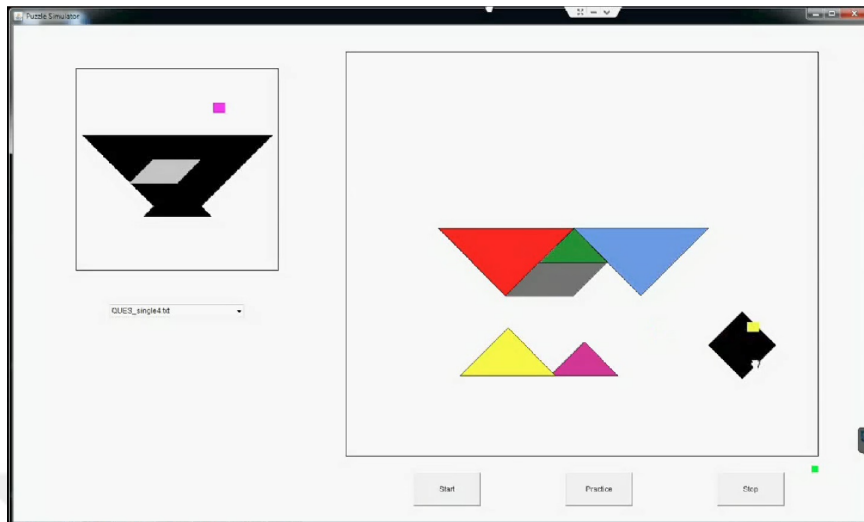 Puzzle Simulator
QUES_single4.txt
Start
Practice
Stop